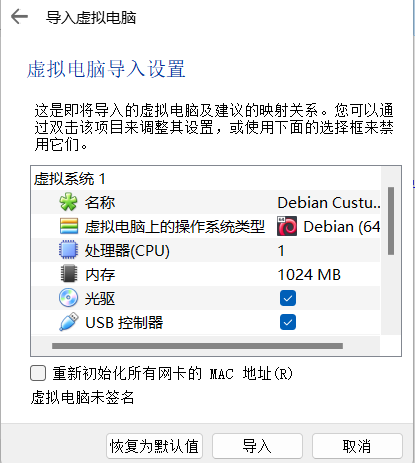 导入虚拟电脑
虚拟电脑导入设置
这是即将导入的虚拟电脑及建议的映射关系。您可以通
过双击该项目来调整其设置，或使用下面的选择框来禁
用它们。
虚拟系统 1
名称 Debian Custu...
虚拟电脑上的操作系统类型 Debian (64
处理器(CPU) 1
内存 1024 MB
光驱
USB 控制器
重新初始化所有网卡的 MAC 地址(R)
虚拟电脑未签名
恢复为默认值 导入 取消